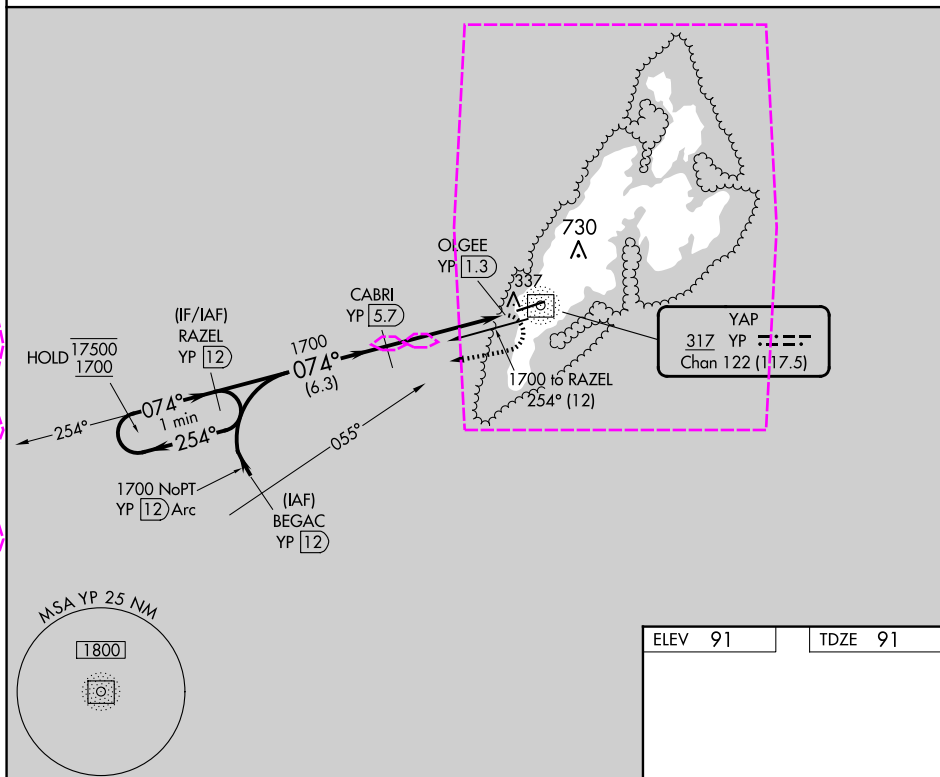 730
OLGEE
YP 1.3
337
CABRI
YP 5.7
(IF/IAF)
RAZEL
YP 12
HOLD 17500
1700
1700
074°
(6.3)
074°
1 min
254°
254°
055°
1700 to RAZEL
254° (12)
YAP
317 YP
Chan 122 (117.5)
1700 NoPT
YP 12 Arc
(IAF)
BEGAC
YP 12
MSA YP 25 NM
1800
ELEV 91
TDZE 91